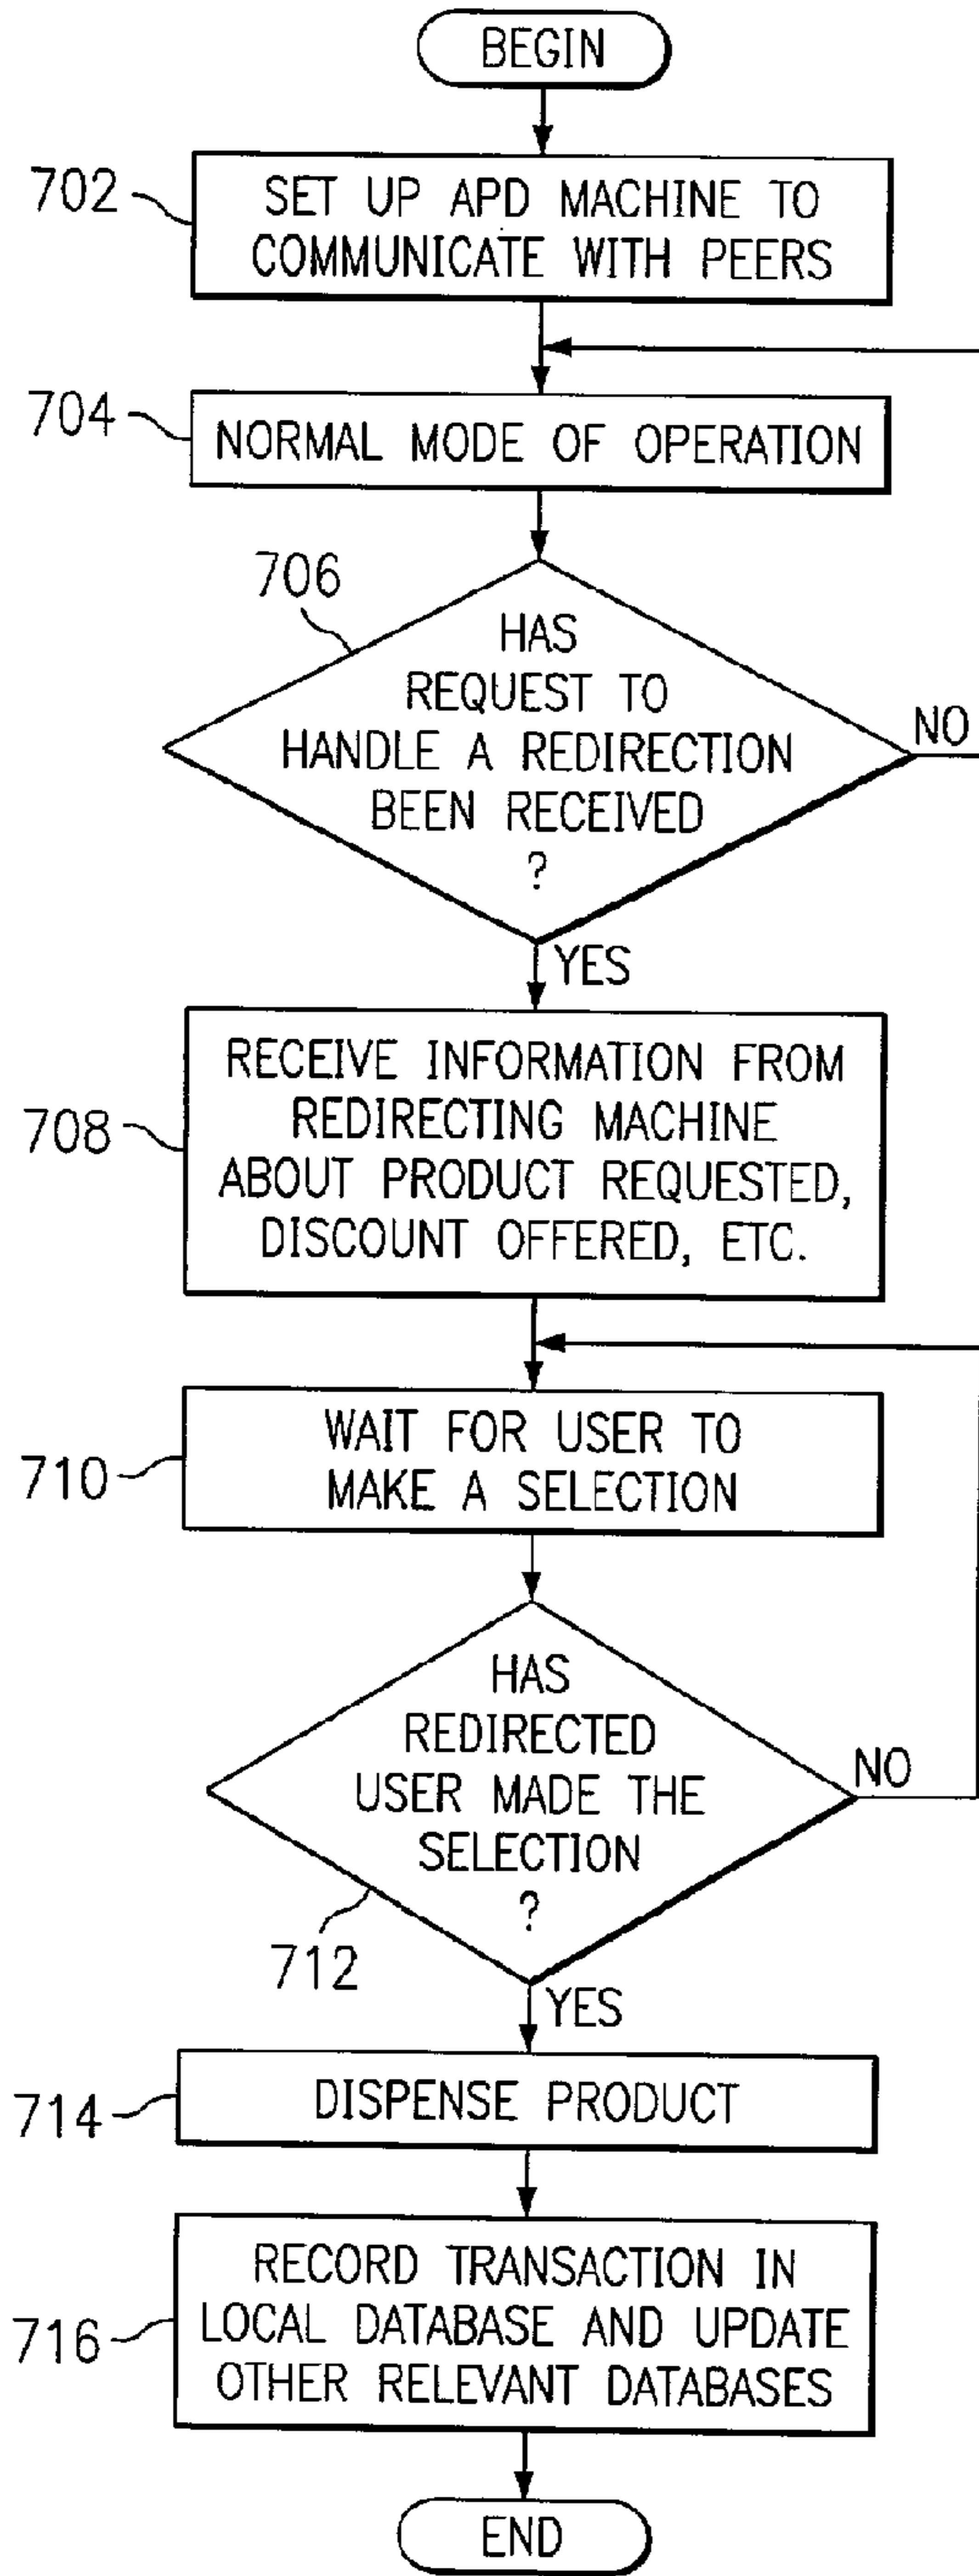 BEGIN
702
SET UP APD MACHINE TO
COMMUNICATE WITH PEERS
704
NORMAL MODE OF OPERATION
706
HAS
REQUEST TO
HANDLE A REDIRECTION
BEEN RECEIVED
?
NO
YES
708
RECEIVE INFORMATION FROM
REDIRECTING MACHINE
ABOUT PRODUCT REQUESTED,
DISCOUNT OFFERED, ETC.
710
WAIT FOR USER TO
MAKE A SELECTION
HAS
REDIRECTED
USER MADE THE
SELECTION
?
NO
712
YES
714
DISPENSE PRODUCT
716
RECORD TRANSACTION IN
LOCAL DATABASE AND UPDATE
OTHER RELEVANT DATABASES
END